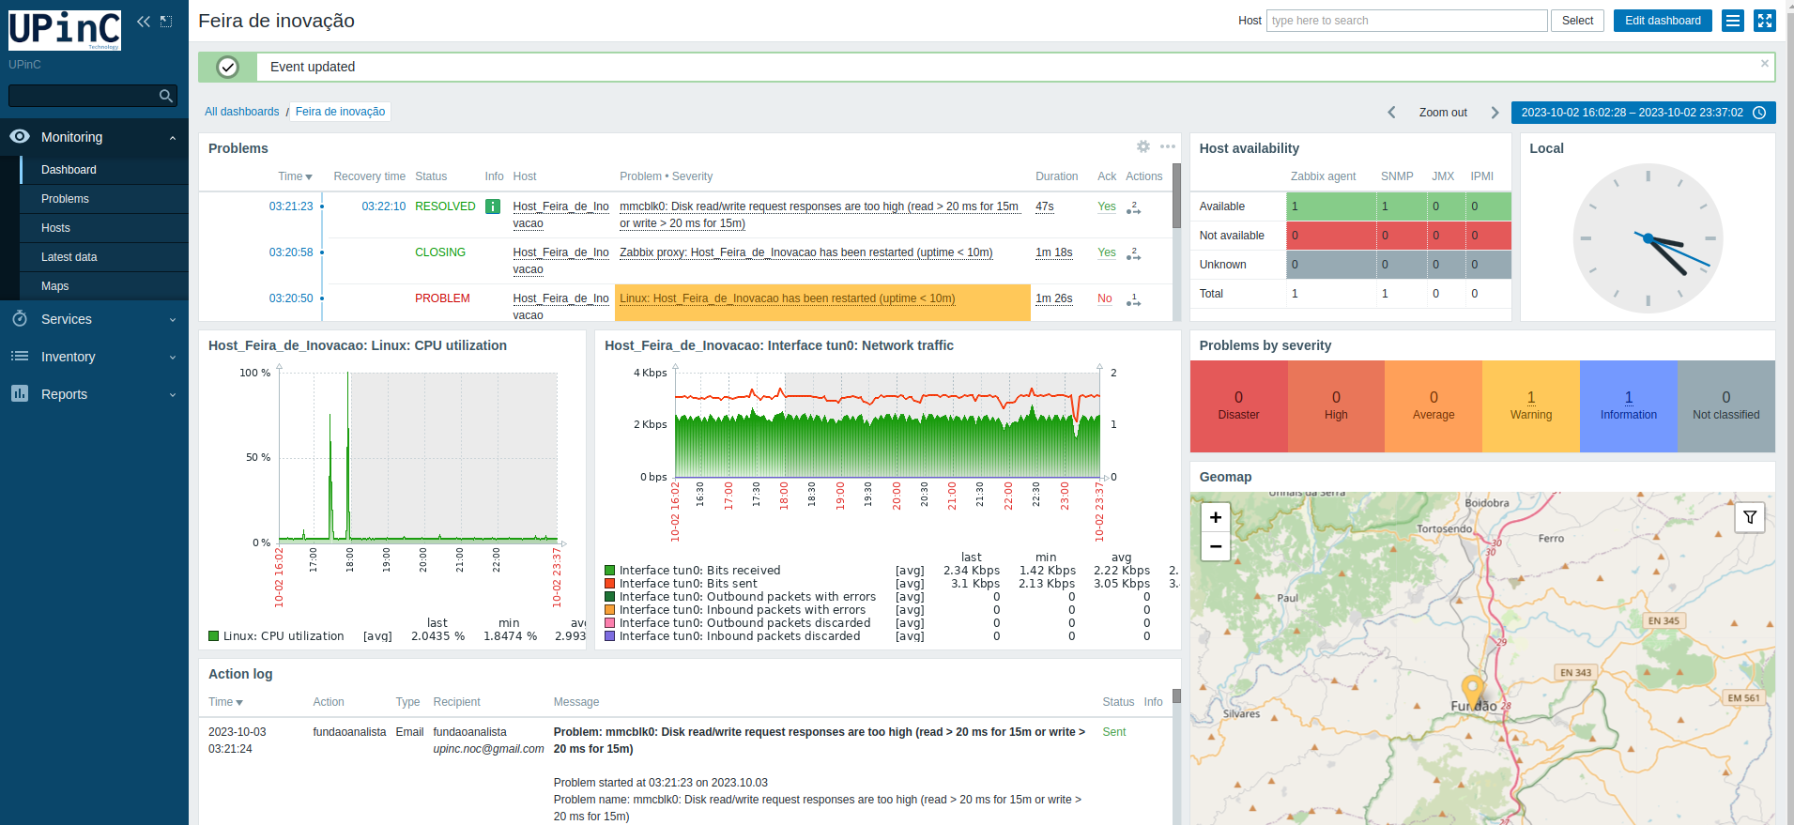 UPinC
Technology
UPinC
Monitoring
Dashboard
Problems
Hosts
Latest data
Maps
Services
Inventory
Reports
Feira de inovação
Host type here to search Select Edit dashboard
Event updated
All dashboards / Feira de inovação
Zoom out 2023-10-02 16:02:28 – 2023-10-02 23:37:02
Problems
Time Recovery time Status Info Host Problem • Severity Duration Ack Actions
03:21:23 03:22:10 RESOLVED i Host_Feira_de_Ino mmcblk0: Disk read/write request responses are too high (read > 20 ms for 15m 47s Yes 2
vacao or write > 20 ms for 15m)
03:20:58 CLOSING Host_Feira_de_Ino Zabbix proxy: Host_Feira_de_Inovacao has been restarted (uptime < 10m) 1m 18s Yes 2
vacao
03:20:50 PROBLEM Host_Feira_de_Ino Linux: Host_Feira_de_Inovacao has been restarted (uptime < 10m) 1m 26s No 1
vacao
Host availability
Zabbix agent SNMP JMX IPMI
Available 1 1 0 0
Not available 0 0 0 0
Unknown 0 0 0 0
Total 1 1 0 0
Local
Host_Feira_de_Inovacao: Linux: CPU utilization
100 %
50 %
0 %
10-02 16:02 17:00 18:00 19:00 20:00 21:00 22:00 10-02 23:37
last min avg
Linux: CPU utilization [avg] 2.0435 % 1.8474 % 2.993
Host_Feira_de_Inovacao: Interface tun0: Network traffic
4 Kbps 2
2 Kbps 1
0 bps 0
10-02 16:02 16:30 17:00 17:30 18:00 18:30 19:00 19:30 20:00 20:30 21:00 21:30 22:00 22:30 23:00 10-02 23:37
last min avg
Interface tun0: Bits received [avg] 2.34 Kbps 1.42 Kbps 2.22 Kbps 2.
Interface tun0: Bits sent [avg] 3.1 Kbps 2.13 Kbps 3.05 Kbps 3.
Interface tun0: Outbound packets with errors [avg] 0 0 0
Interface tun0: Inbound packets with errors [avg] 0 0 0
Interface tun0: Outbound packets discarded [avg] 0 0 0
Interface tun0: Inbound packets discarded [avg] 0 0 0
Problems by severity
0 0 0 1 1 0
Disaster High Average Warning Information Not classified
Geomap
+
−
Unhais da Serra
Boidobra
Tortosendo
Ferro
30
30
Paul
EN 345
29
EN 343
EM 561
Fundão 28
Silvares
27
Action log
Time Action Type Recipient Message Status Info
2023-10-03 fundaoanalista Email fundaoanalista Problem: mmcblk0: Disk read/write request responses are too high (read > 20 ms for 15m or write > Sent
03:21:24 upinc.noc@gmail.com 20 ms for 15m)
Problem started at 03:21:23 on 2023.10.03
Problem name: mmcblk0: Disk read/write request responses are too high (read > 20 ms for 15m or write >
20 ms for 15m)